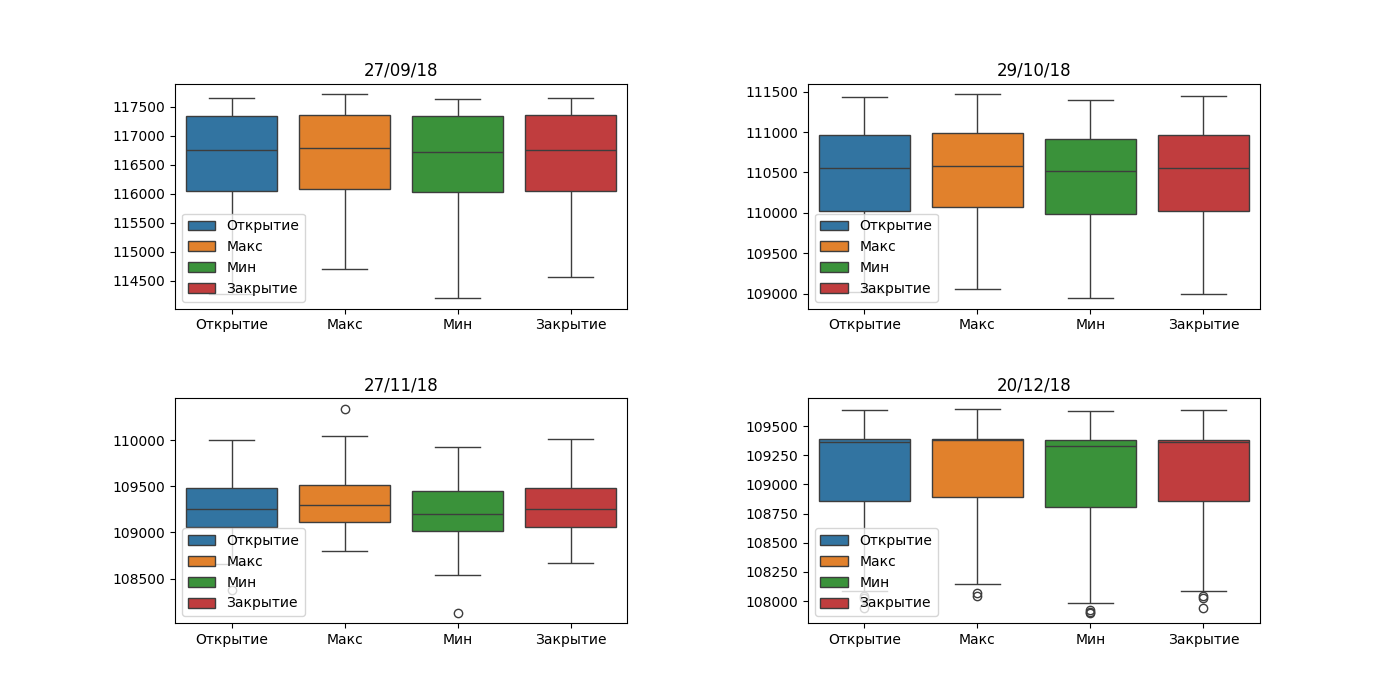 27/09/18
117500
117000
116500
116000
115500
115000
114500
Открытие
Макс
Мин
Закрытие
Открытие Макс Мин Закрытие
29/10/18
111500
111000
110500
110000
109500
109000
Открытие
Макс
Мин
Закрытие
Открытие Макс Мин Закрытие
27/11/18
110000
109500
109000
108500
Открытие
Макс
Мин
Закрытие
Открытие Макс Мин Закрытие
20/12/18
109500
109250
109000
108750
108500
108250
108000
Открытие
Макс
Мин
Закрытие
Открытие Макс Мин Закрытие